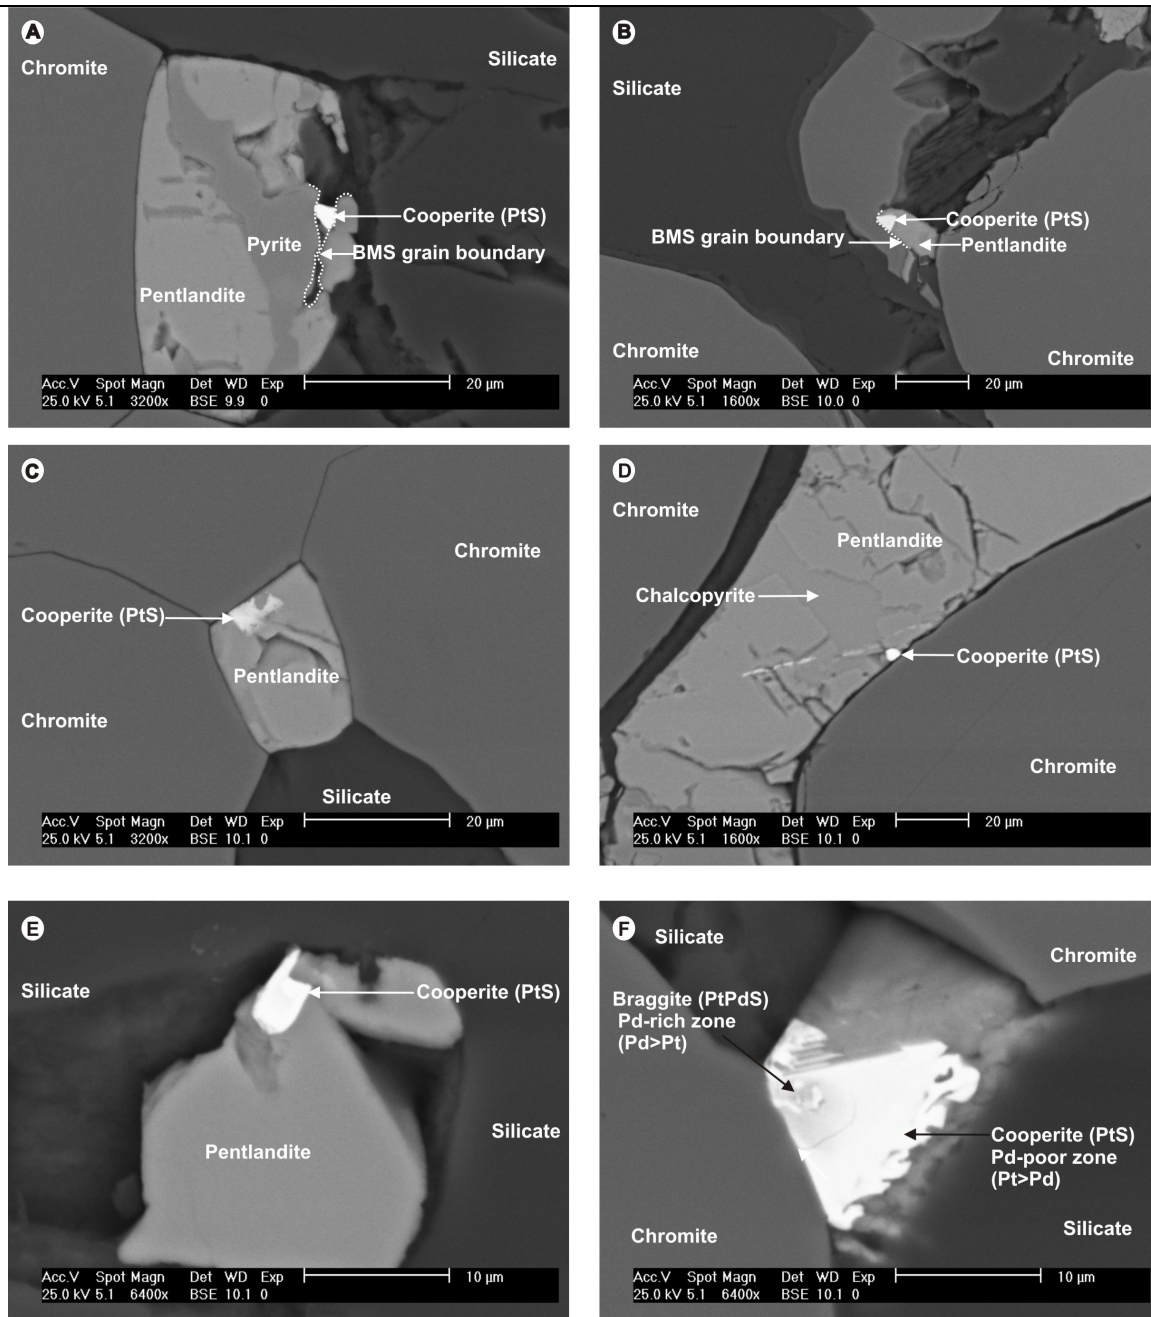 A
Chromite
Silicate
Cooperite (PtS)
Pyrite
BMS grain boundary
Pentlandite
Acc.V Spot Magn Det WD Exp
25.0 kV 5.1 3200x BSE 9.9 0
20 µm
B
Silicate
Cooperite (PtS)
BMS grain boundary
Pentlandite
Chromite
Chromite
Acc.V Spot Magn Det WD Exp
25.0 kV 5.1 1600x BSE 10.0 0
20 µm
C
Chromite
Cooperite (PtS)
Pentlandite
Chromite
Silicate
Acc.V Spot Magn Det WD Exp
25.0 kV 5.1 3200x BSE 10.1 0
20 µm
D
Chromite
Pentlandite
Chalcopyrite
Cooperite (PtS)
Chromite
Acc.V Spot Magn Det WD Exp
25.0 kV 5.1 1600x BSE 10.1 0
20 µm
E
Silicate
Cooperite (PtS)
Silicate
Pentlandite
Acc.V Spot Magn Det WD Exp
25.0 kV 5.1 6400x BSE 10.1 0
10 µm
F
Silicate
Chromite
Braggite (PtPdS)
Pd-rich zone
(Pd>Pt)
Cooperite (PtS)
Pd-poor zone
(Pt>Pd)
Chromite
Silicate
Acc.V Spot Magn Det WD Exp
25.0 kV 5.1 6400x BSE 10.1 0
10 µm